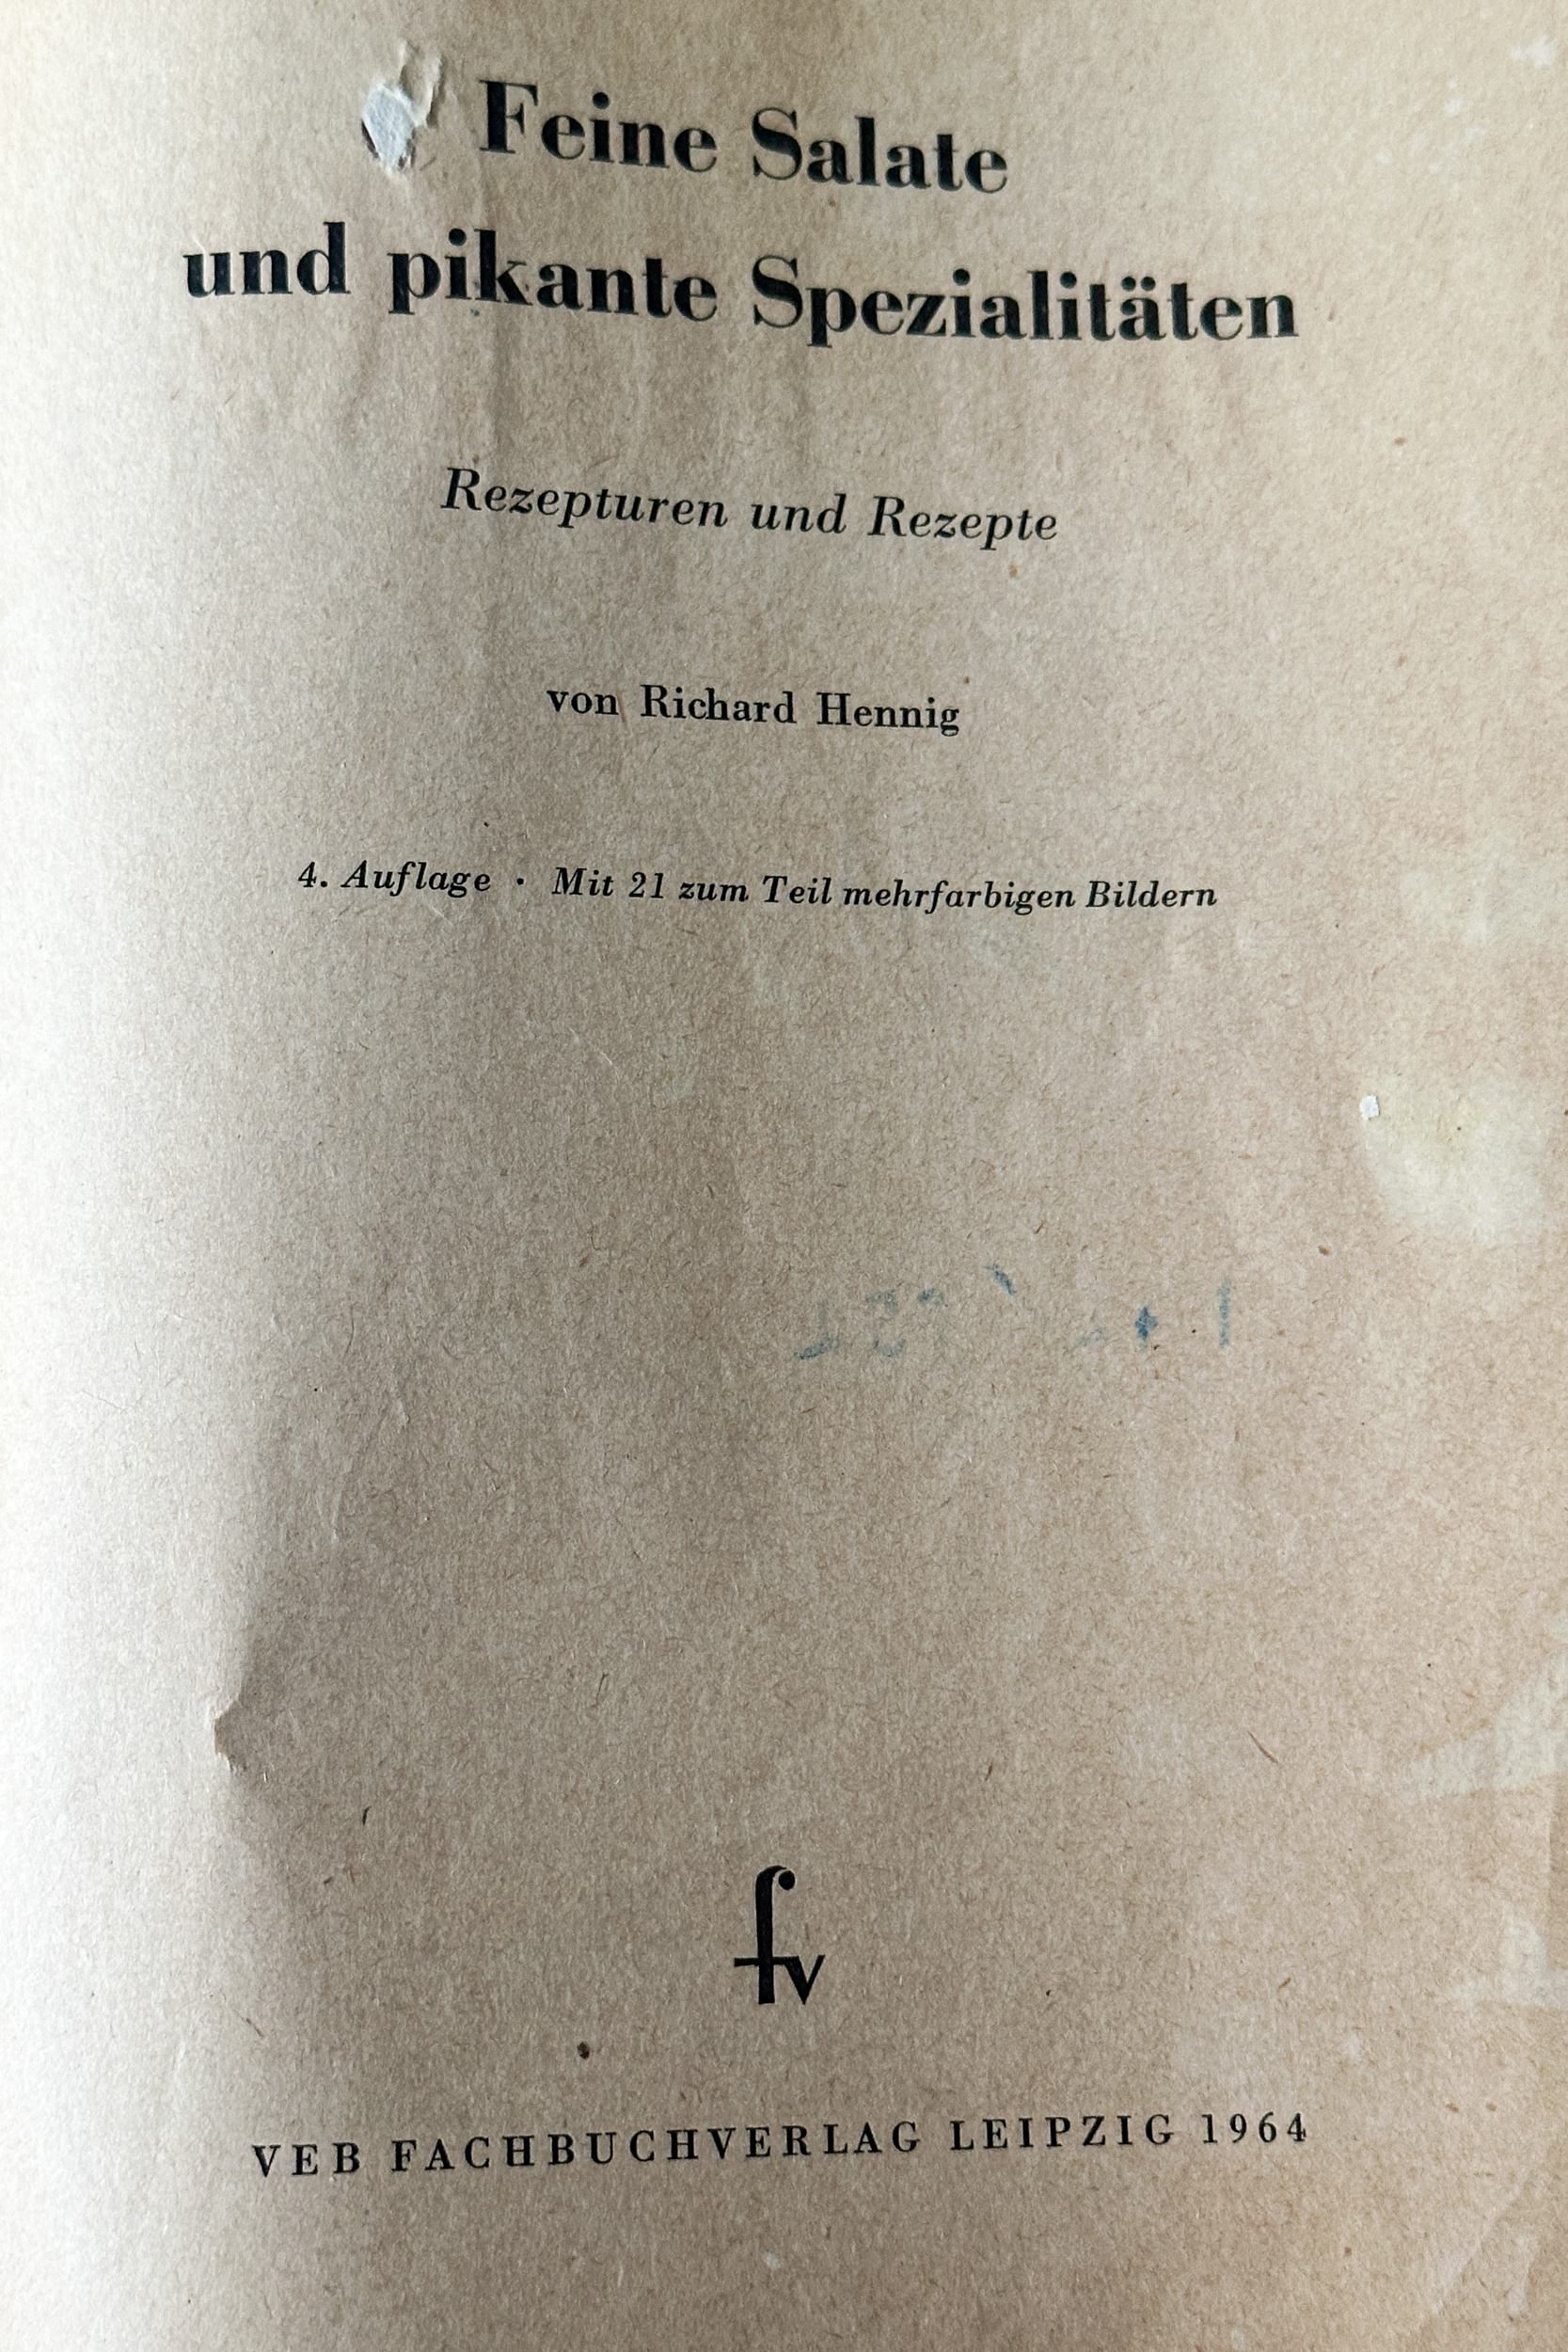 Feine Salate
und pikante Spezialitäten
Rezepturen und Rezepte
von Richard Hennig
4. Auflage · Mit 21 zum Teil mehrfarbigen Bildern
fv
VEB FACHBUCHVERLAG LEIPZIG 1964